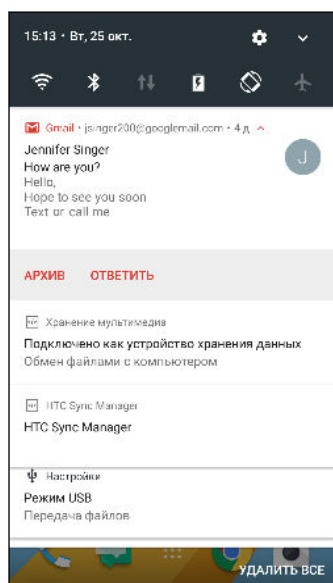 15:13 • Вт, 25 окт.
Gmail • jsinger200@googlemail.com • 4 д
Jennifer Singer
How are you?
Hello,
Hope to see you soon
Text or call me
J
АРХИВ ОТВЕТИТЬ
Хранение мультимедиа
Подключено как устройство хранения данных
Обмен файлами с компьютером
HTC Sync Manager
HTC Sync Manager
Настройки
Режим USB
Передача файлов
УДАЛИТЬ ВСЕ